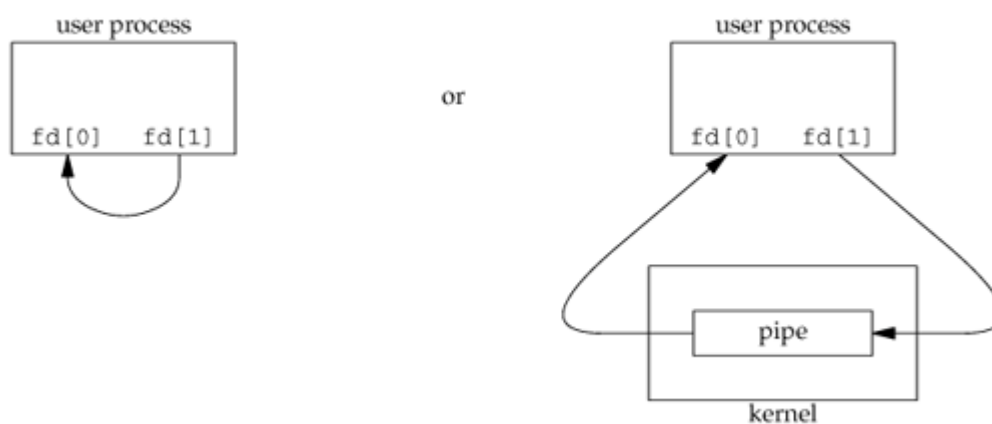 user process
fd[0] fd[1]
or
user process
fd[0] fd[1]
pipe
kernel